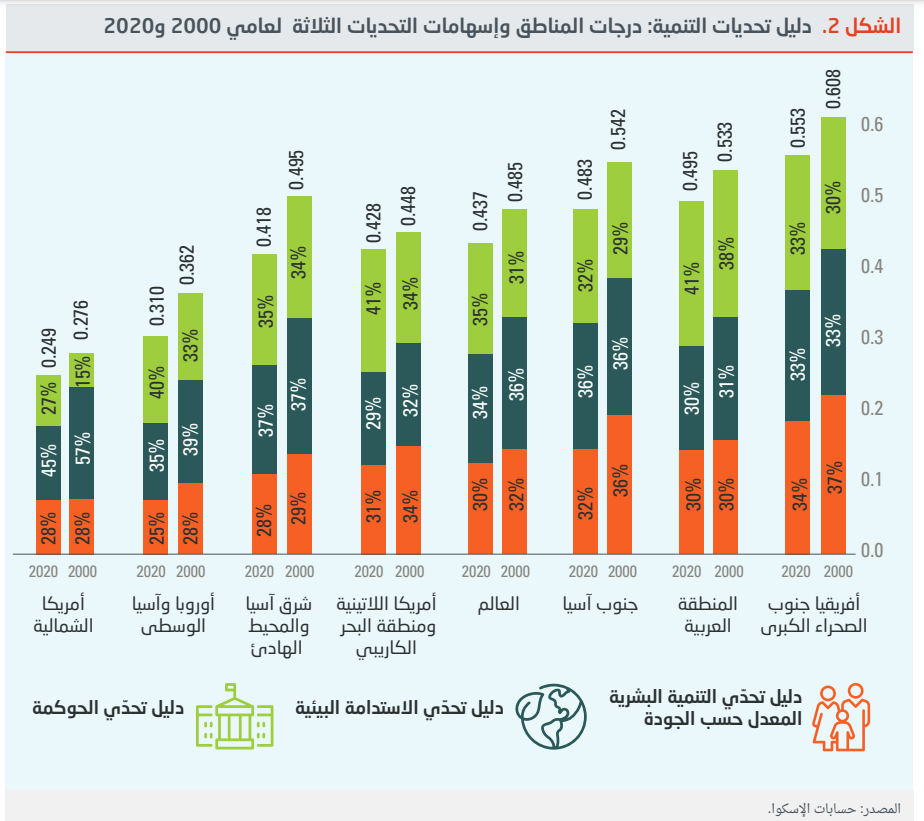 الشكل 2. دليل تحديات التنمية: درجات المناطق وإسهامات التحديات الثلاثة لعامي 2000 و2020
0.608
0.553
0.542
0.533
0.495
0.483
0.485
0.437
0.448
0.428
0.495
0.418
0.362
0.310
0.276
0.249
0.6
0.5
0.4
0.3
0.2
0.1
0.0
30% 33% 38% 41% 29% 32% 31% 35% 34% 41% 34% 35% 33% 40% 15% 27%
33% 33% 31% 30% 36% 36% 36% 34% 32% 29% 37% 37% 39% 35% 57% 45%
37% 34% 30% 30% 36% 32% 32% 30% 34% 31% 29% 28% 28% 25% 28% 28%
2000 2020 2000 2020 2000 2020 2000 2020 2000 2020 2000 2020 2000 2020 2000 2020
أفريقيا جنوب
الصحراء الكبرى
المنطقة
العربية
جنوب آسيا
العالم
أمريكا اللاتينية
ومنطقة البحر
الكاريبي
شرق آسيا
والمحيط
الهادئ
أوروبا وآسيا
الوسطى
أمريكا
الشمالية
دليل تحدّي التنمية البشرية
المعدل حسب الجودة
دليل تحدّي الاستدامة البيئية
دليل تحدّي الحوكمة
المصدر: حسابات الإسكوا.